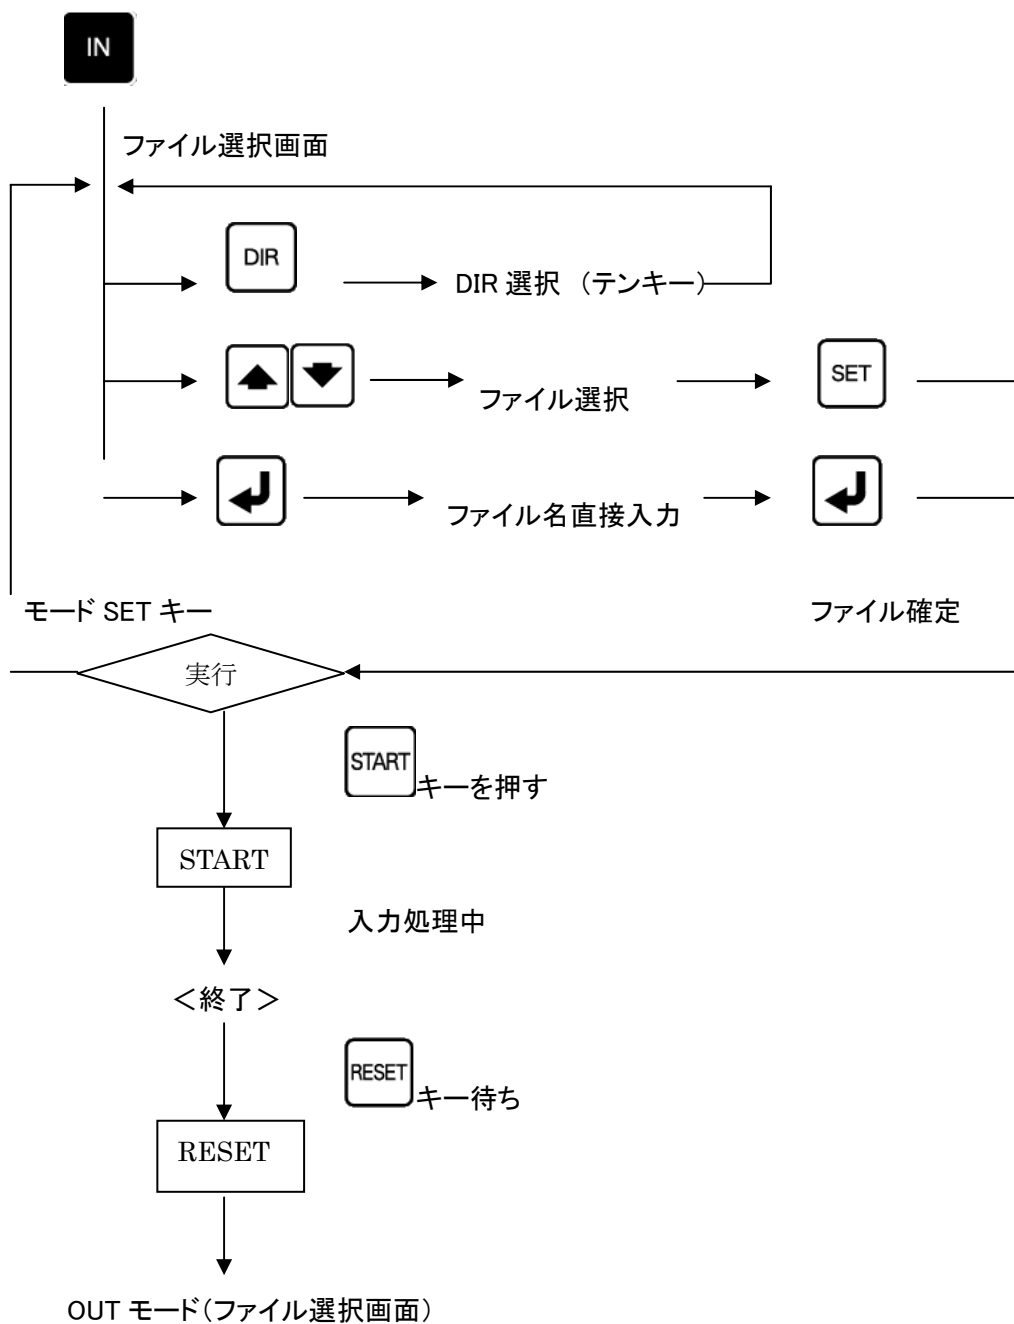 IN
ファイル選択画面
DIR
DIR 選択 （テンキー）
ファイル選択
SET
ファイル名直接入力
モード SET キー
ファイル確定
実行
START
キーを押す
START
入力処理中
＜終了＞
RESET
キー待ち
RESET
OUT モード（ファイル選択画面）